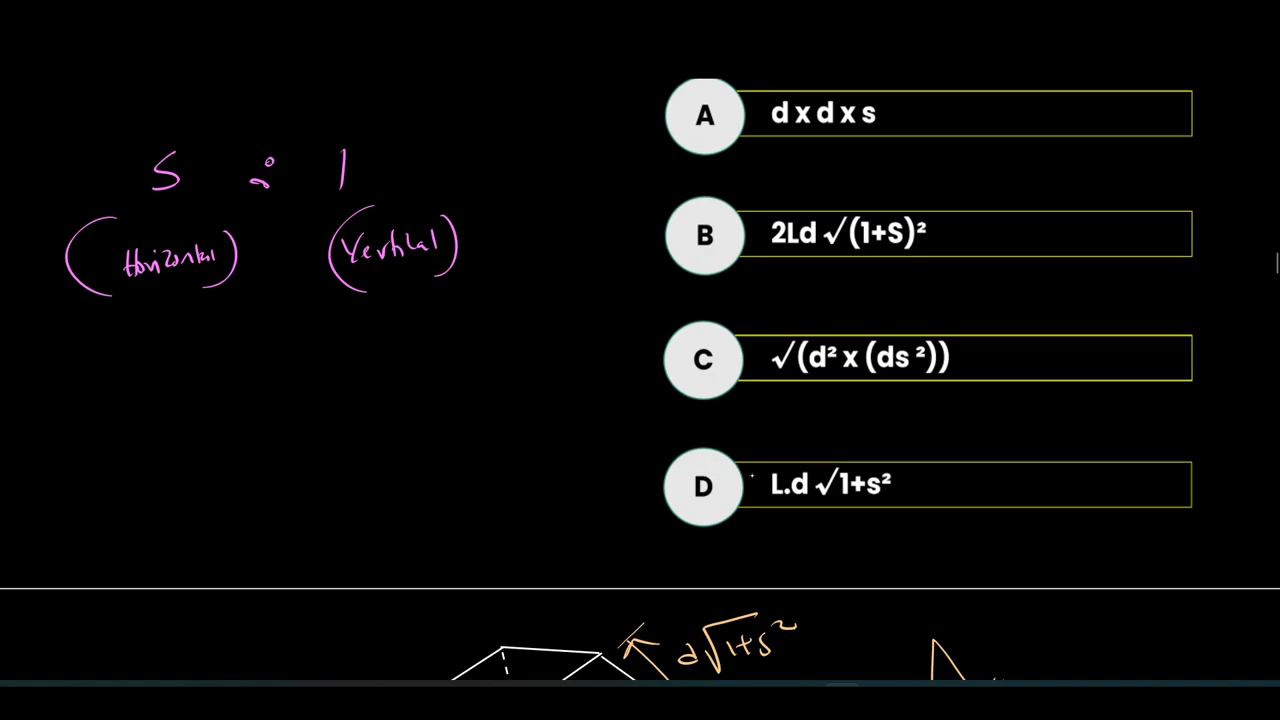 A d x d x s
S : 1
(Horizontal) (Vertical)
B 2Ld √(1+S)²
C √(d² x (ds ²))
D L.d √1+s²
d√1+s²